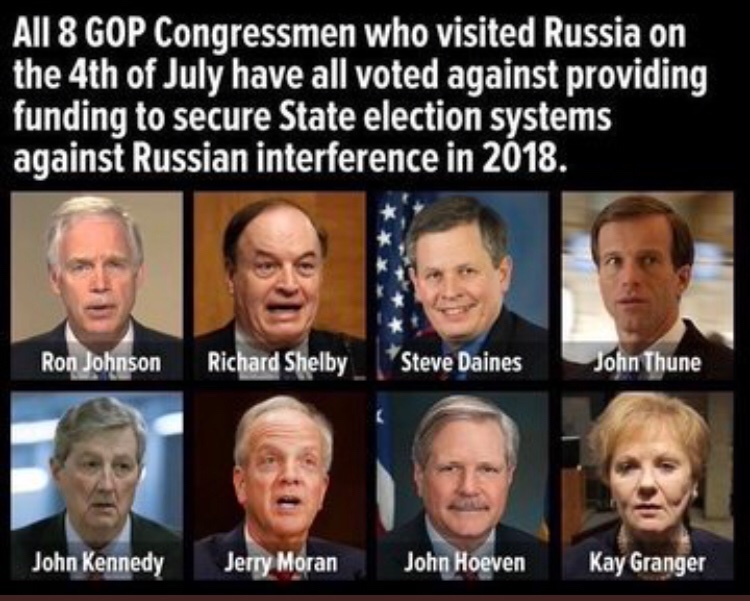 All 8 GOP Congressmen who visited Russia on
the 4th of July have all voted against providing
funding to secure State election systems
against Russian interference in 2018.
Ron Johnson
Richard Shelby
Steve Daines
John Thune
John Kennedy
Jerry Moran
John Hoeven
Kay Granger